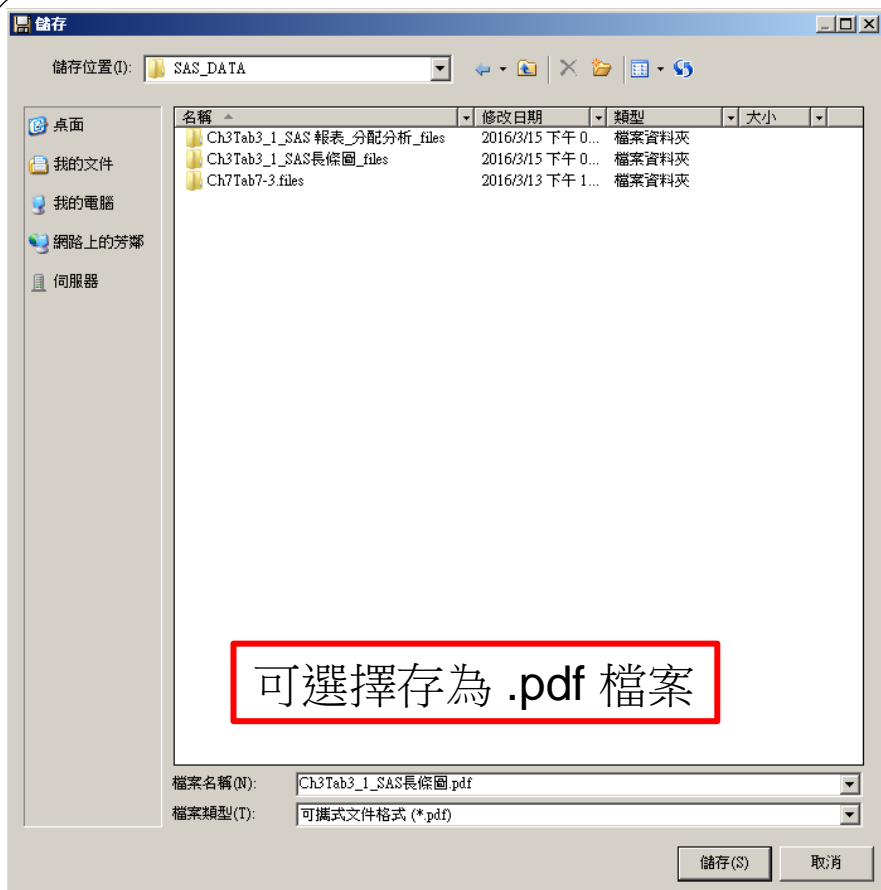 儲存
儲存位置(I): SAS_DATA
桌面
我的文件
我的電腦
網路上的芳鄰
伺服器
名稱 修改日期 類型 大小
Ch3Tab3_1_SAS 報表_分配分析_files 2016/3/15 下午 0... 檔案資料夾
Ch3Tab3_1_SAS長條圖_files 2016/3/15 下午 0... 檔案資料夾
Ch7Tab7-3.files 2016/3/13 下午 1... 檔案資料夾
可選擇存為 .pdf 檔案
檔案名稱(N): Ch3Tab3_1_SAS長條圖.pdf
檔案類型(T): 可攜式文件格式 (*.pdf)
儲存(S) 取消